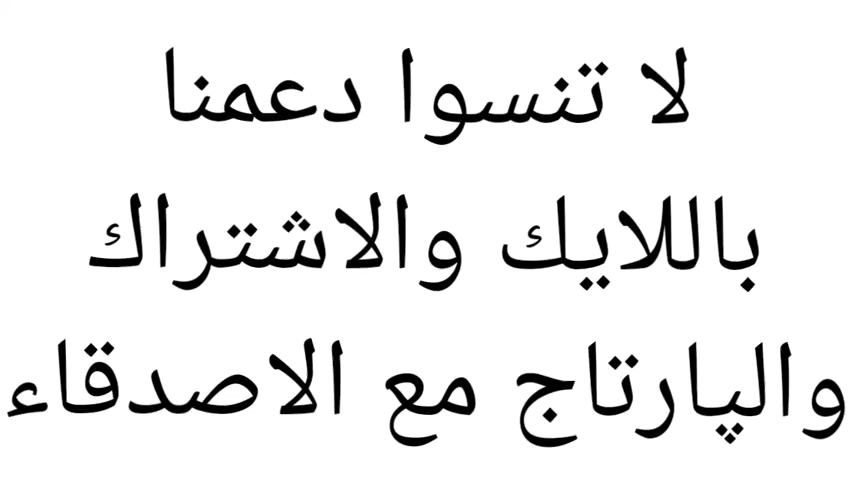 لا تنسوا دعمنا
باللايك والاشتراك
والپارتاج مع الاصدقاء